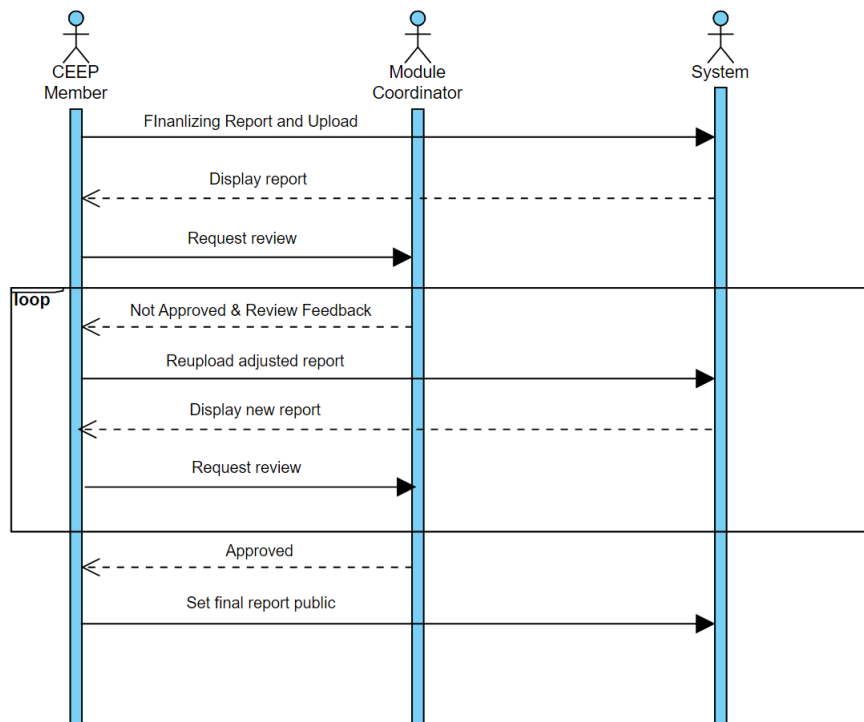 CEEP
Member
Module
Coordinator
System
FInanlizing Report and Upload
Display report
Request review
loop
Not Approved & Review Feedback
Reupload adjusted report
Display new report
Request review
Approved
Set final report public